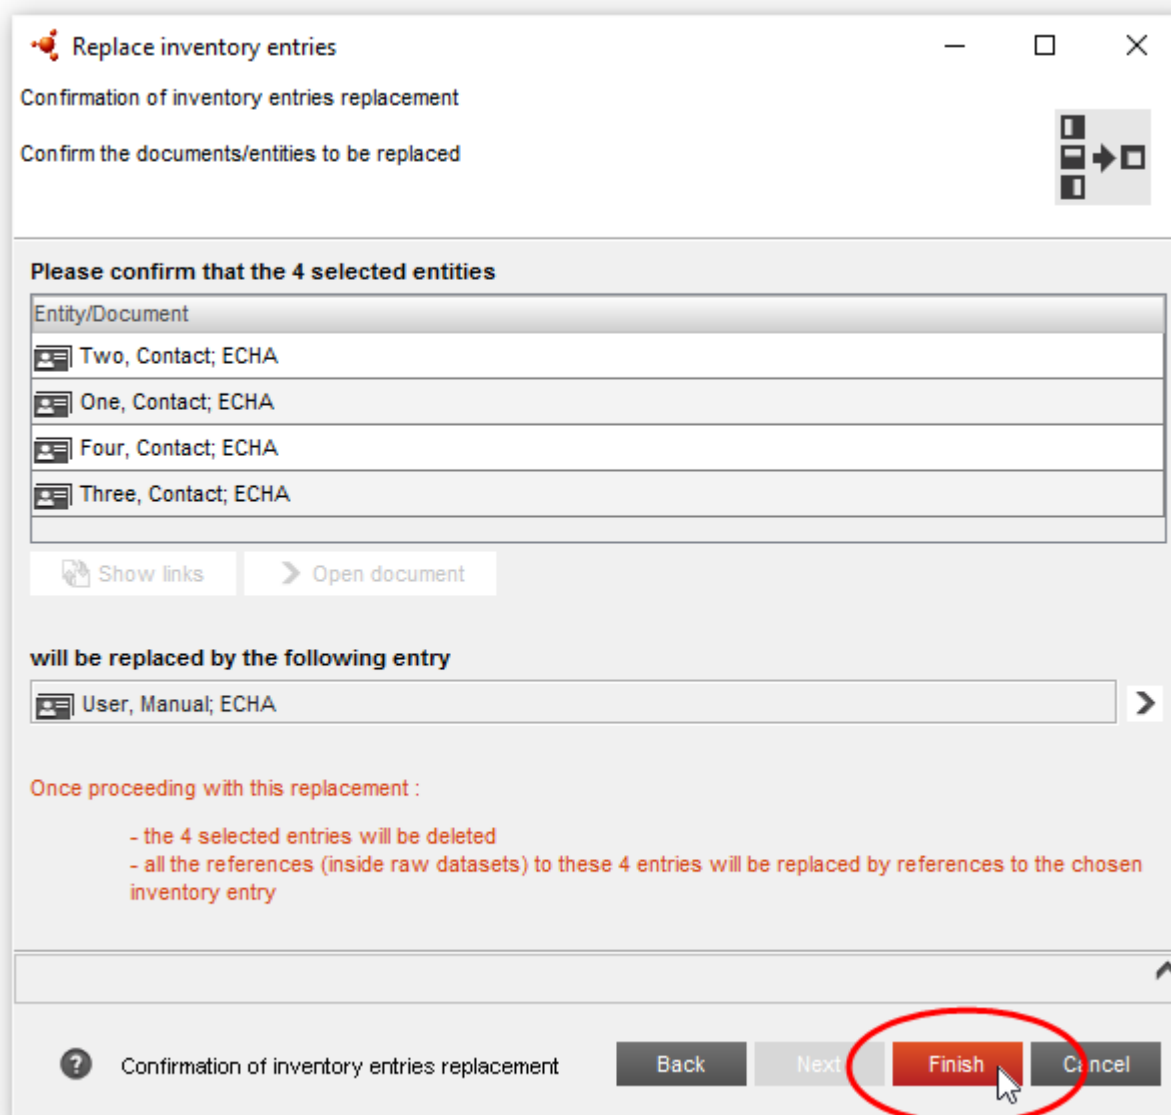 Replace inventory entries
Confirmation of inventory entries replacement
Confirm the documents/entities to be replaced
Please confirm that the 4 selected entities
Entity/Document
Two, Contact; ECHA
One, Contact; ECHA
Four, Contact; ECHA
Three, Contact; ECHA
Show links
Open document
will be replaced by the following entry
User, Manual; ECHA
Once proceeding with this replacement :
- the 4 selected entries will be deleted
- all the references (inside raw datasets) to these 4 entries will be replaced by references to the chosen
inventory entry
? Confirmation of inventory entries replacement
Back
Next
Finish
Cancel